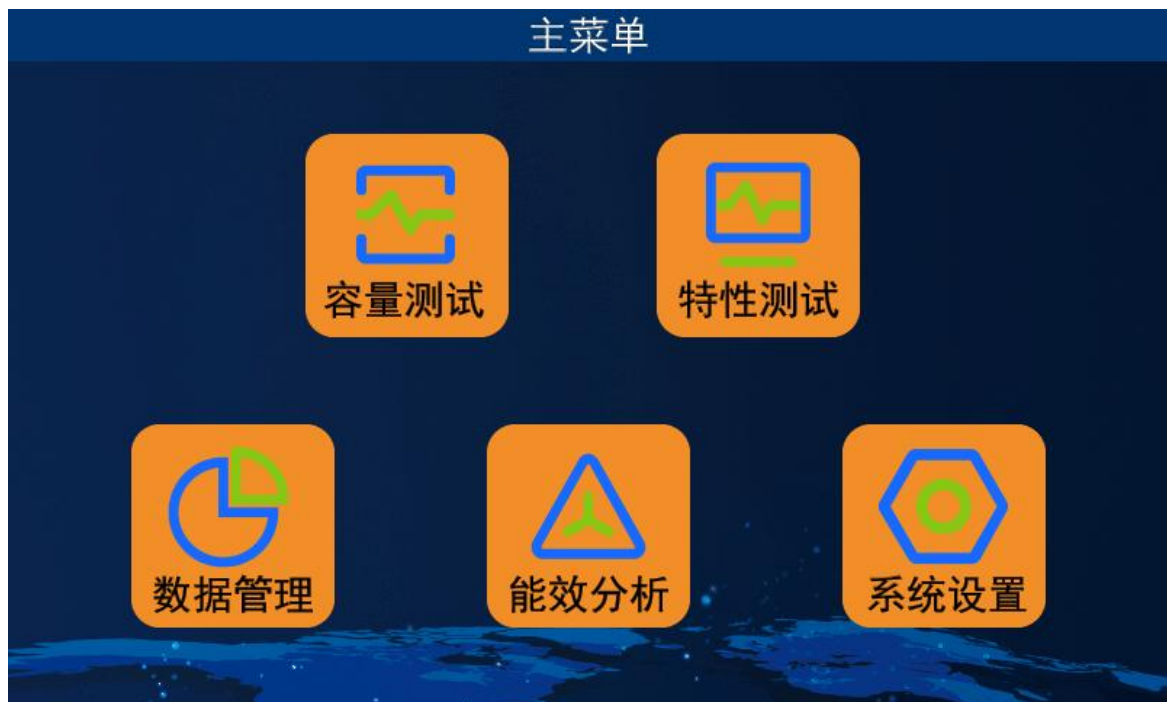 主菜单
容量测试
特性测试
数据管理
能效分析
系统设置